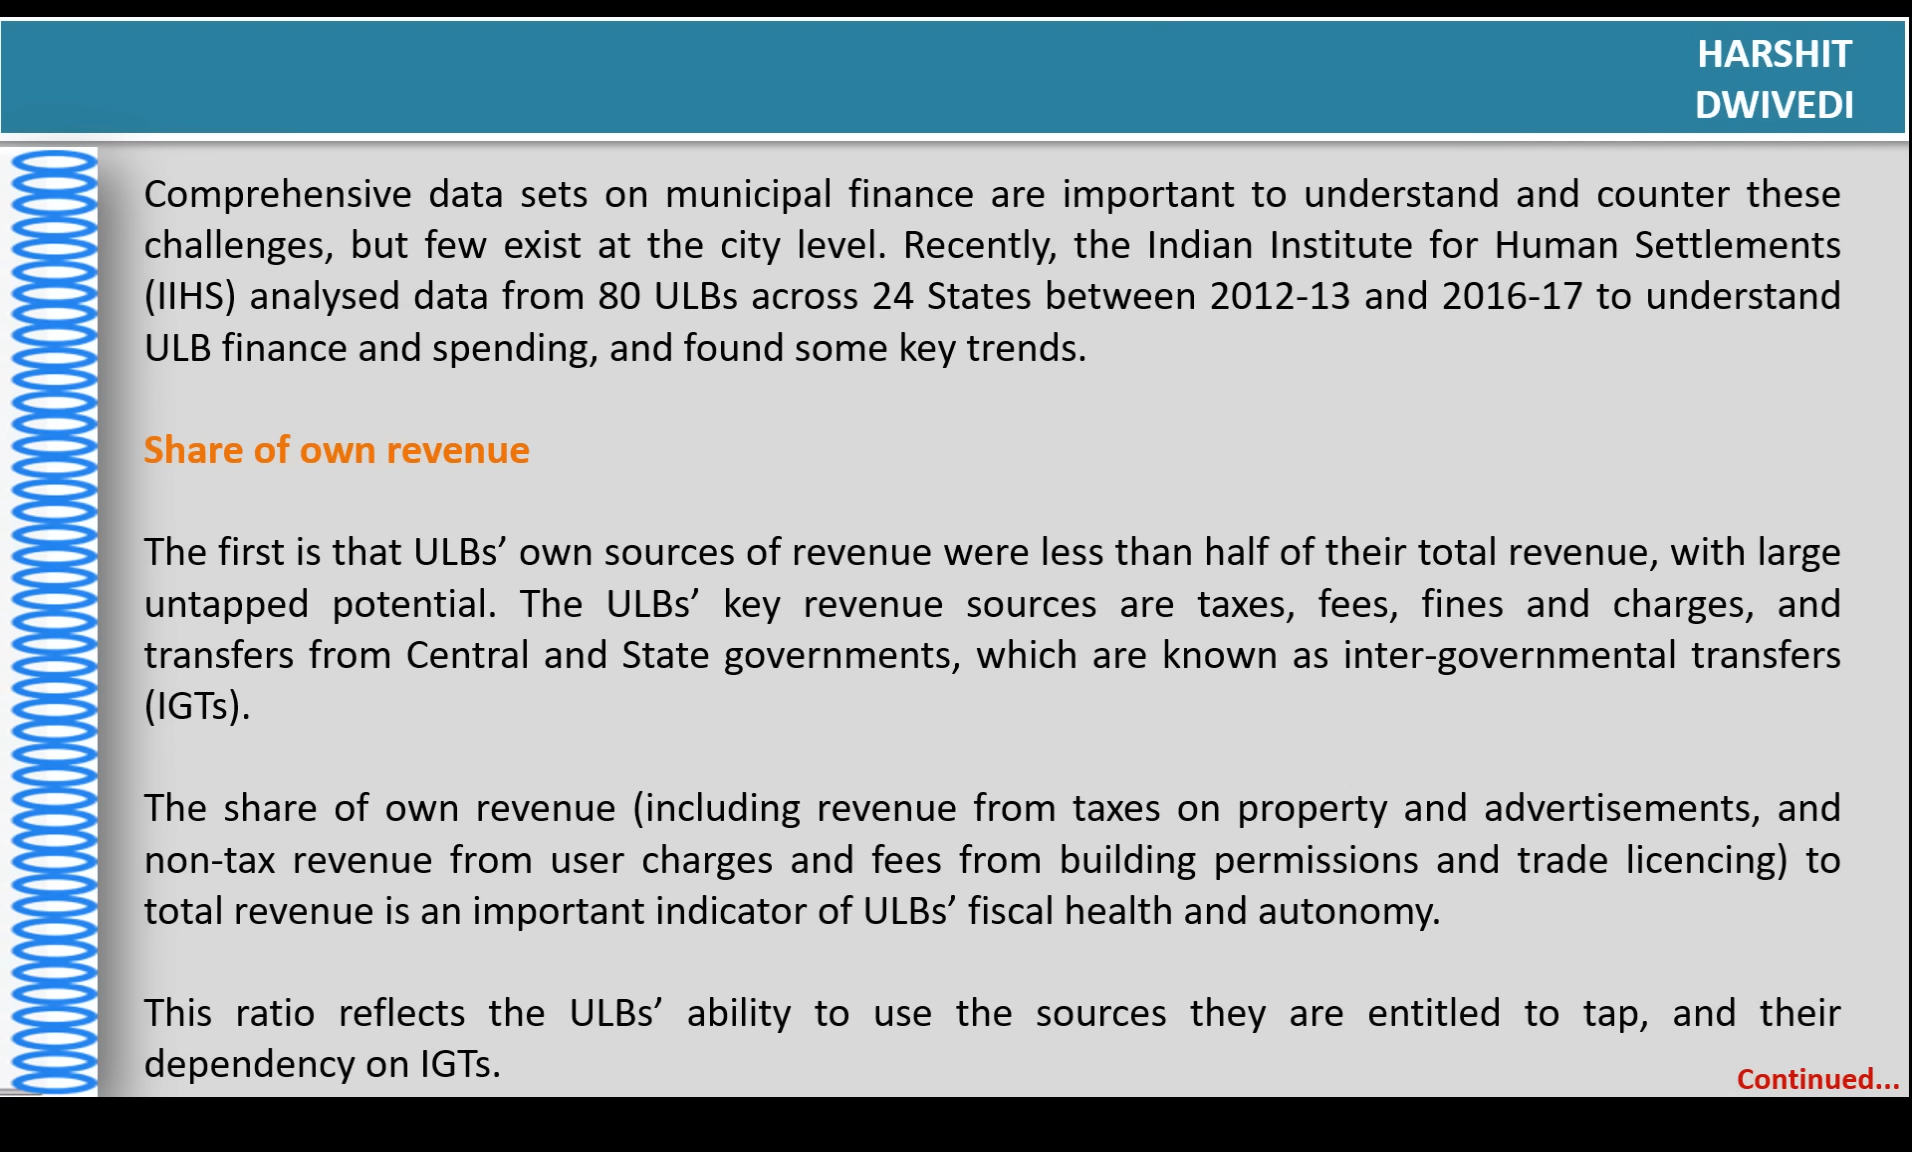 HARSHIT
DWIVEDI
Comprehensive data sets on municipal finance are important to understand and counter these
challenges, but few exist at the city level. Recently, the Indian Institute for Human Settlements
(IIHS) analysed data from 80 ULBs across 24 States between 2012-13 and 2016-17 to understand
ULB finance and spending, and found some key trends.
Share of own revenue
The first is that ULBs’ own sources of revenue were less than half of their total revenue, with large
untapped potential. The ULBs’ key revenue sources are taxes, fees, fines and charges, and
transfers from Central and State governments, which are known as inter-governmental transfers
(IGTs).
The share of own revenue (including revenue from taxes on property and advertisements, and
non-tax revenue from user charges and fees from building permissions and trade licencing) to
total revenue is an important indicator of ULBs’ fiscal health and autonomy.
This ratio reflects the ULBs’ ability to use the sources they are entitled to tap, and their
dependency on IGTs.
Continued...